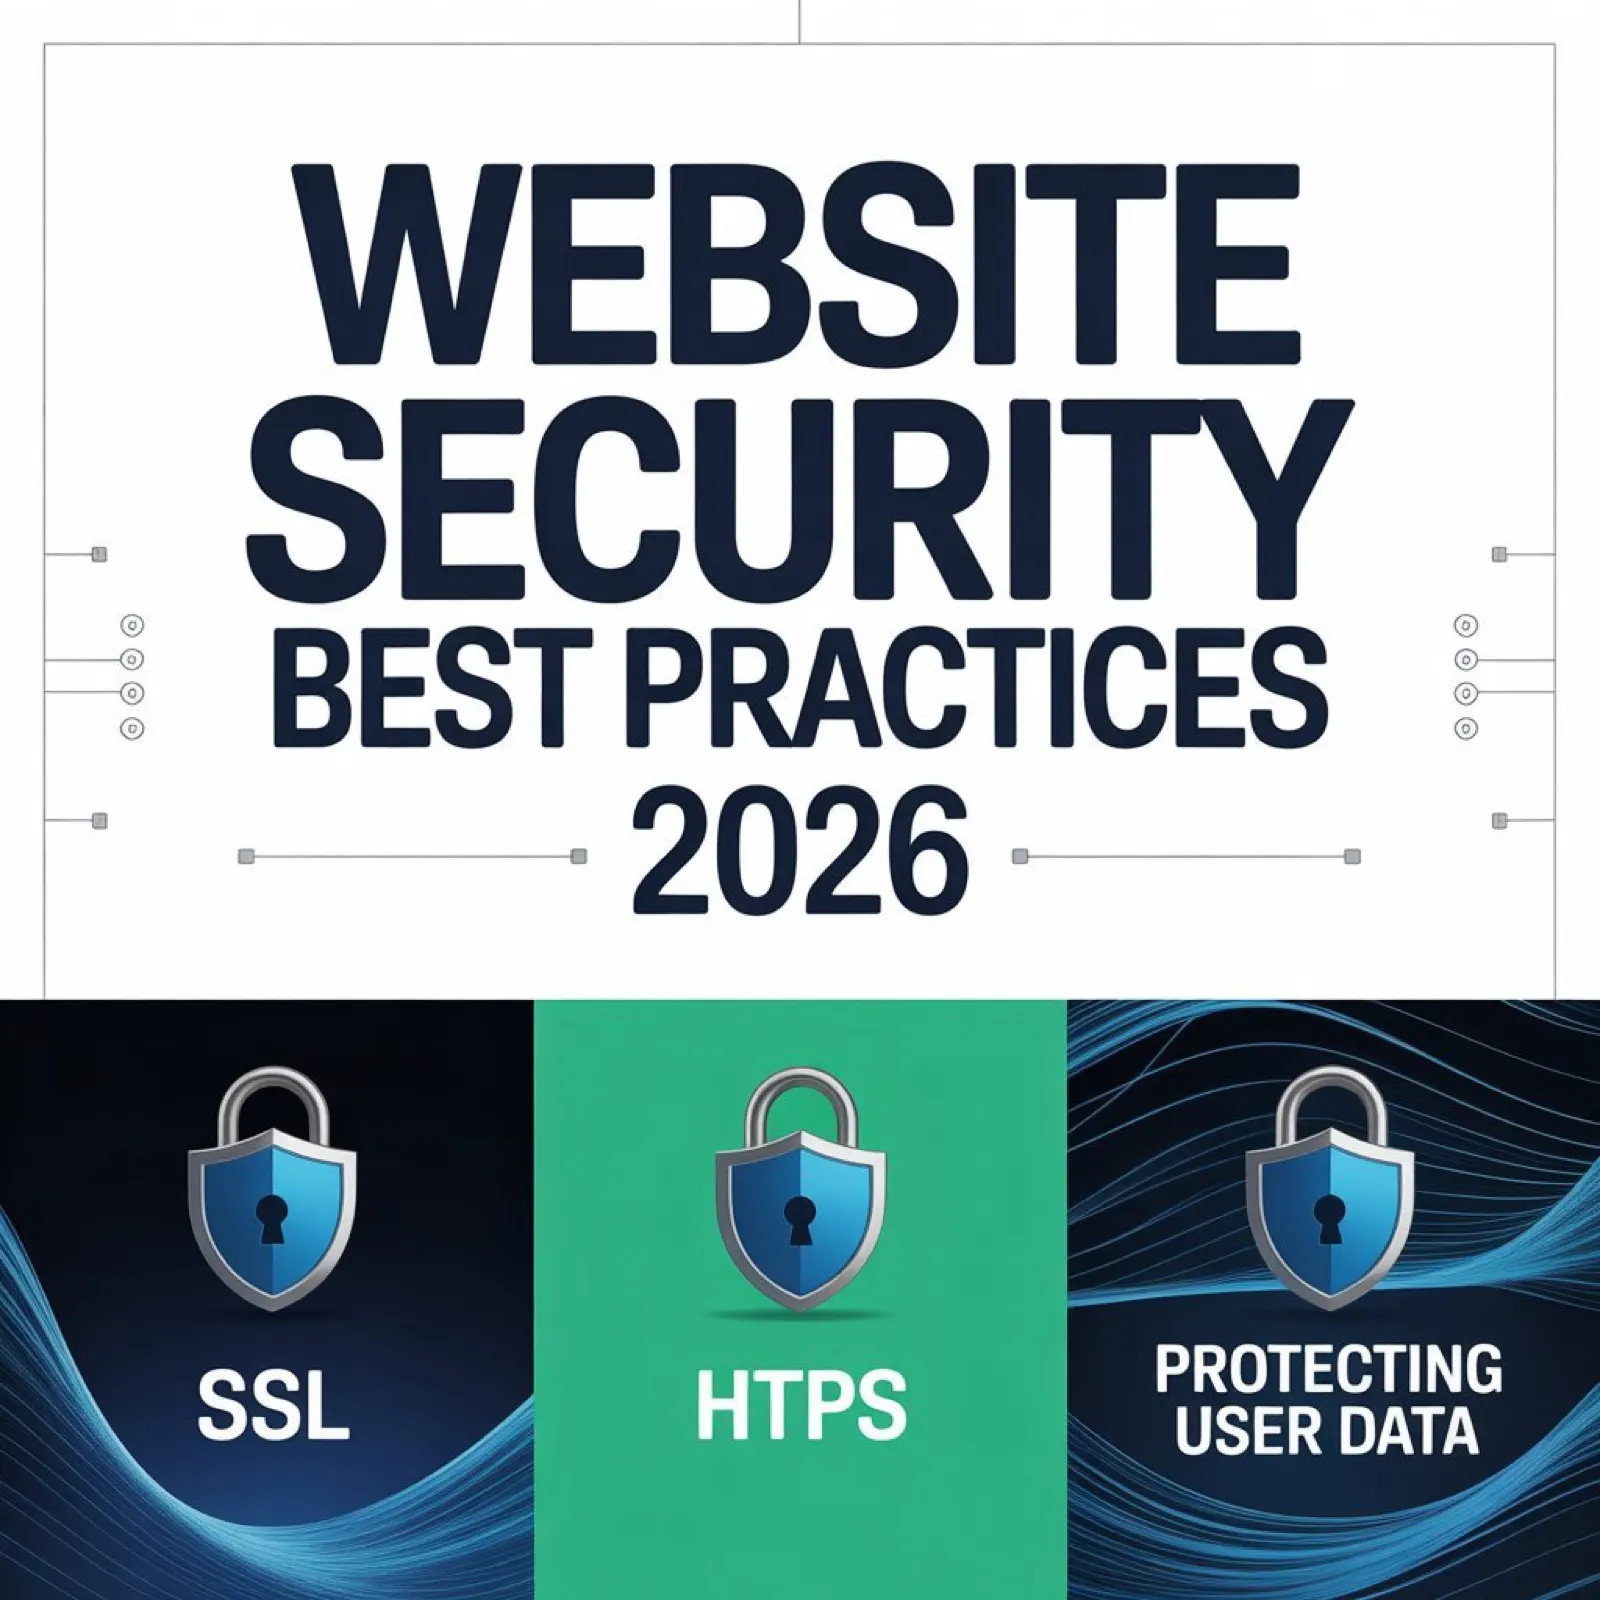 WEBSITE
SECURITY
BEST PRACTICES
2026
SSL
HTPS
PROTECTING
USER DATA